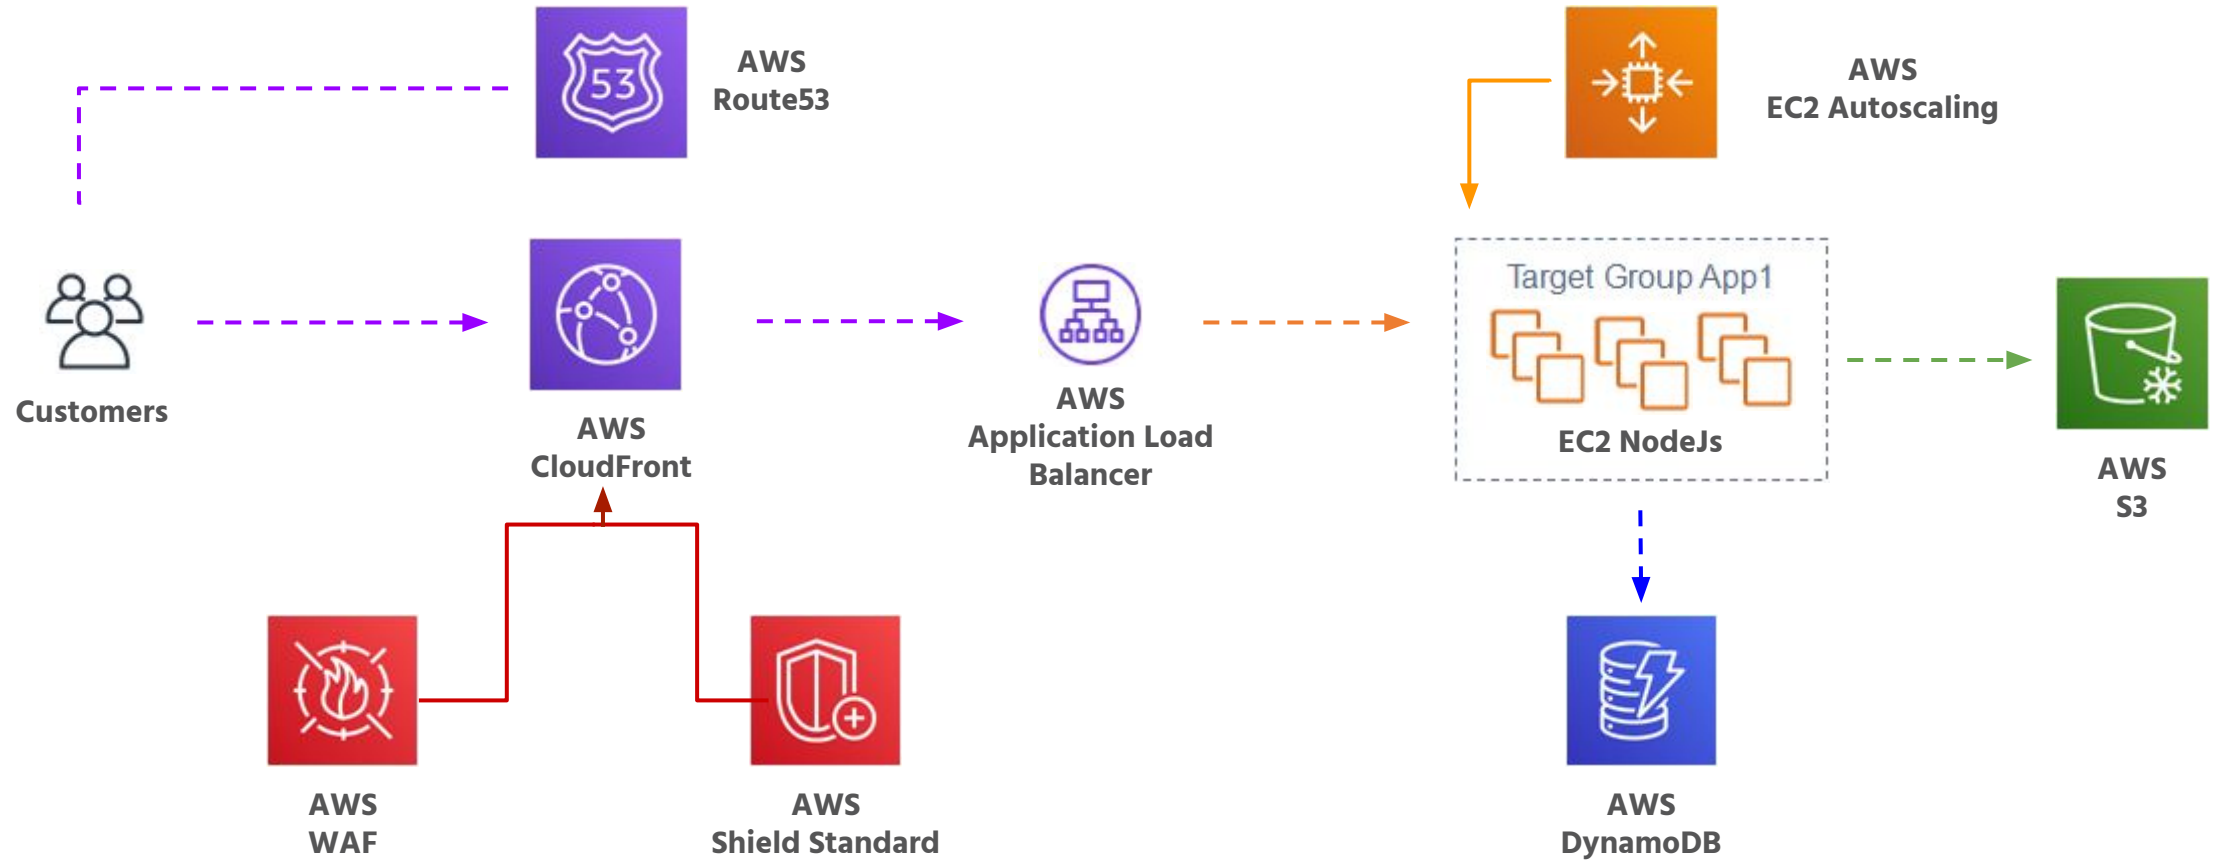 53
AWS
Route53
AWS
EC2 Autoscaling
Customers
AWS
CloudFront
AWS
Application Load
Balancer
Target Group App1
EC2 NodeJs
AWS
S3
AWS
WAF
AWS
Shield Standard
AWS
DynamoDB